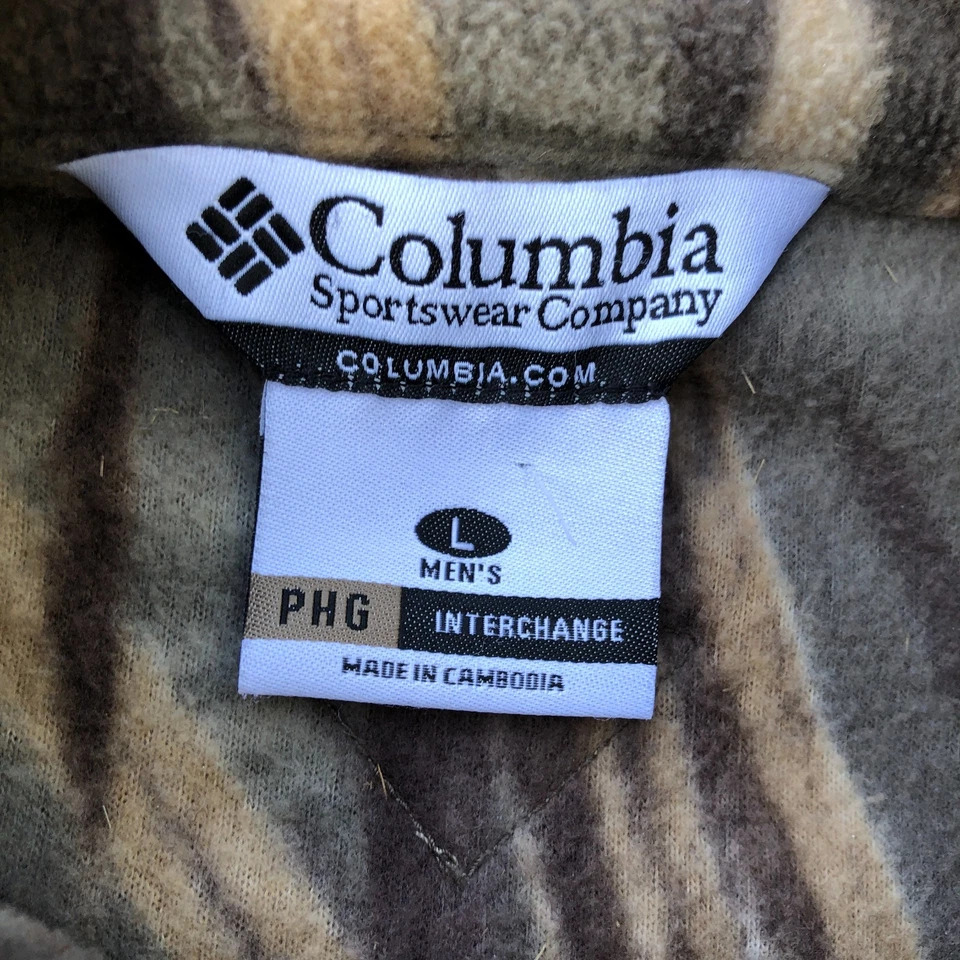 Columbia
Sportswear Company
COLUMBIA.COM
L
MEN'S
PHG INTERCHANGE
MADE IN CAMBODIA